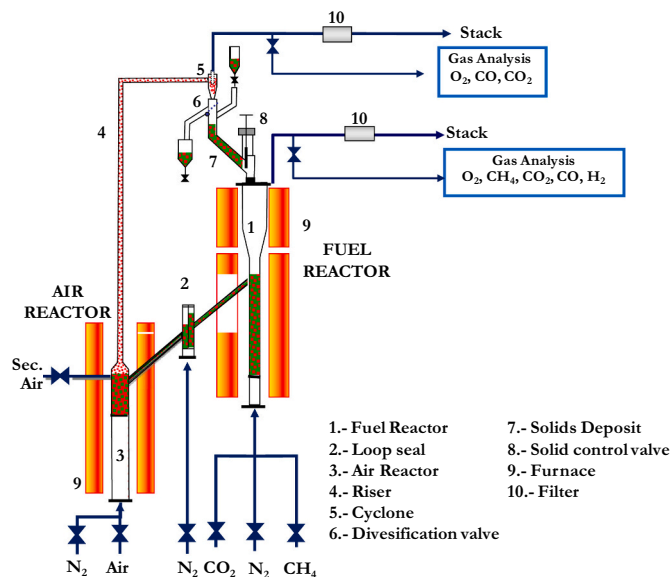 10
Stack
Gas Analysis
O₂, CO, CO₂
5
6
4
8
7
10
Stack
Gas Analysis
O₂, CH₄, CO₂, CO, H₂
1
9
FUEL
REACTOR
2
AIR
REACTOR
Sec.
Air
3
9
N₂ Air N₂ CO₂ N₂ CH₄
1.- Fuel Reactor
2.- Loop seal
3.- Air Reactor
4.- Riser
5.- Cyclone
6.- Divesification valve
7.- Solids Deposit
8.- Solid control valve
9.- Furnace
10.- Filter